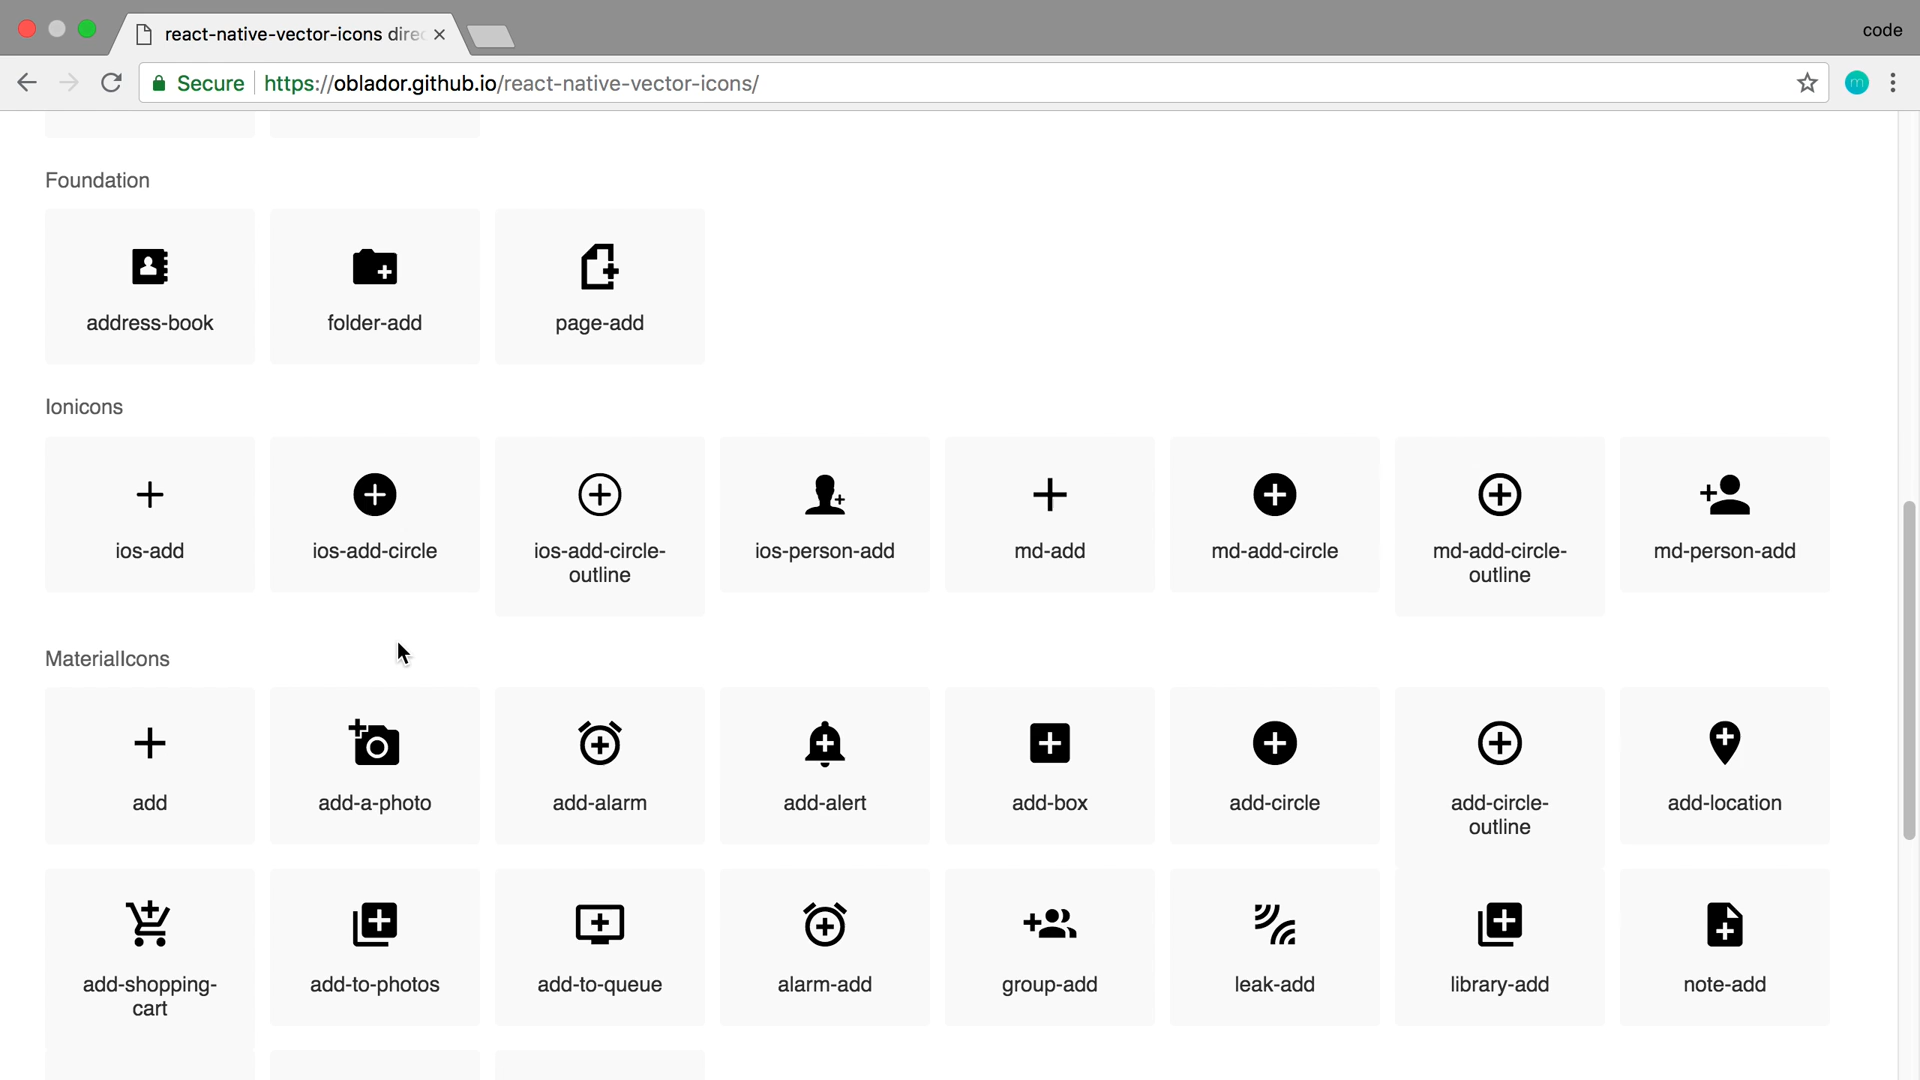 react-native-vector-icons dire
code
Secure
https://oblador.github.io/react-native-vector-icons/
m
Foundation
address-book
folder-add
page-add
Ionicons
ios-add
ios-add-circle
ios-add-circle-
outline
ios-person-add
md-add
md-add-circle
md-add-circle-
outline
md-person-add
MaterialIcons
add
add-a-photo
add-alarm
add-alert
add-box
add-circle
add-circle-
outline
add-location
add-shopping-
cart
add-to-photos
add-to-queue
alarm-add
group-add
leak-add
library-add
note-add